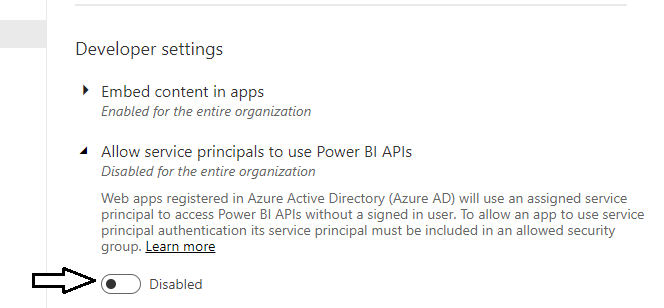 Developer settings
Embed content in apps
Enabled for the entire organization
Allow service principals to use Power BI APIs
Disabled for the entire organization
Web apps registered in Azure Active Directory (Azure AD) will use an assigned service
principal to access Power BI APIs without a signed in user. To allow an app to use service
principal authentication its service principal must be included in an allowed security
group. Learn more
Disabled